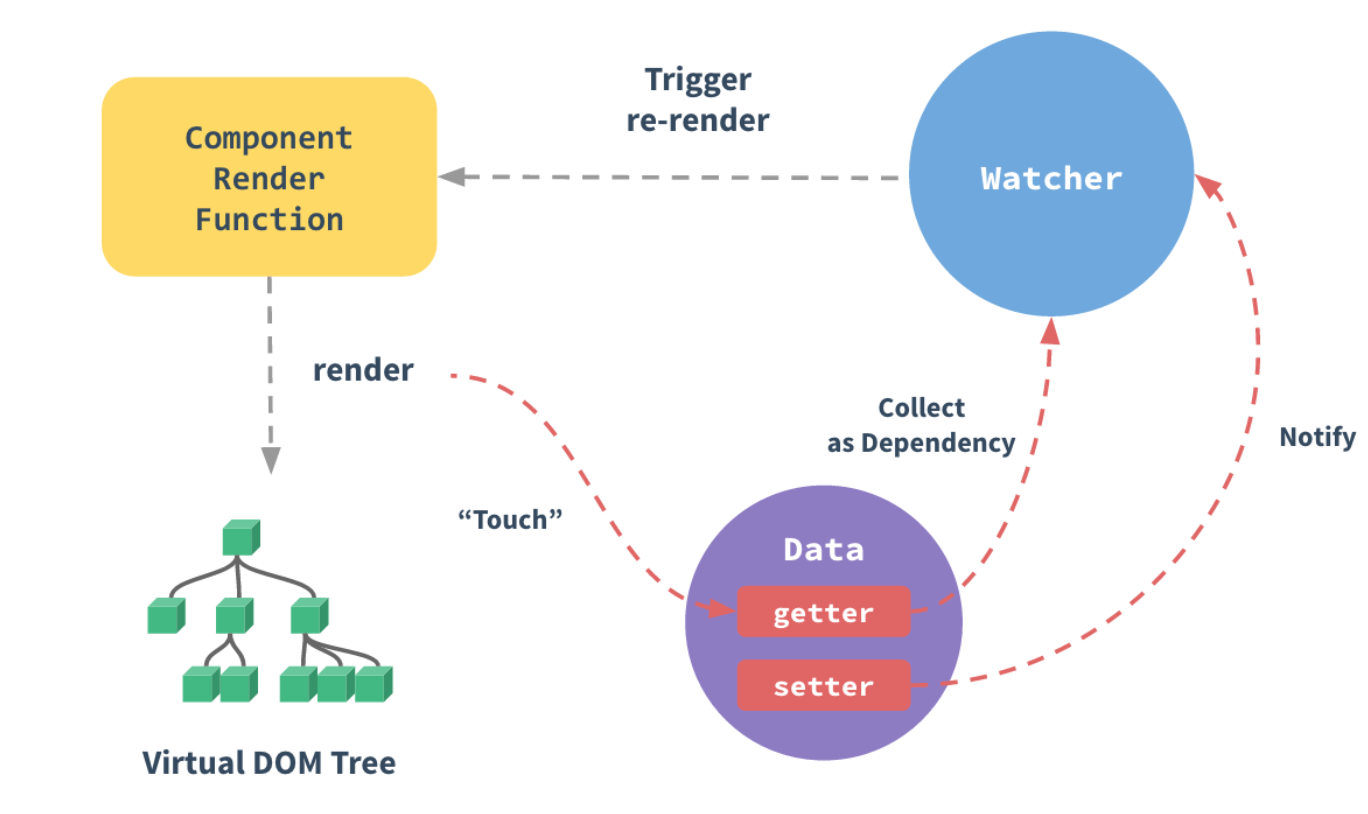 Trigger
re-render
Component
Render
Function
Watcher
render
Collect
as Dependency
Notify
“Touch”
Data
getter
setter
Virtual DOM Tree